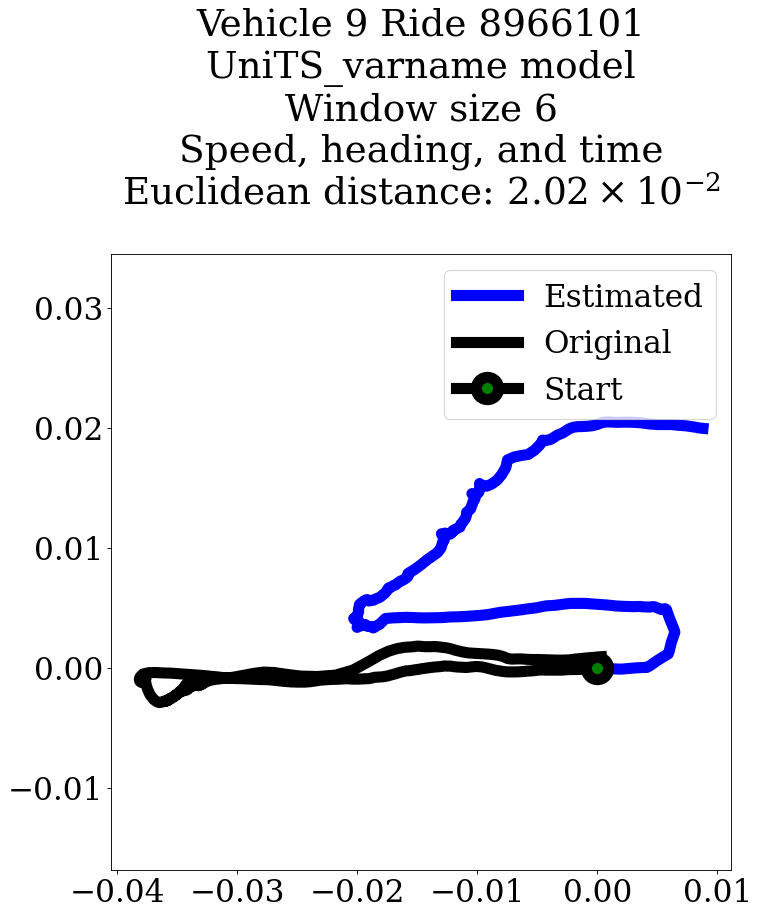 Vehicle 9 Ride 8966101
UniTS_varname model
Window size 6
Speed, heading, and time
Euclidean distance: 2.02 × 10⁻²
Estimated
Original
Start
0.03
0.02
0.01
0.00
−0.01
−0.04
−0.03
−0.02
−0.01
0.00
0.01